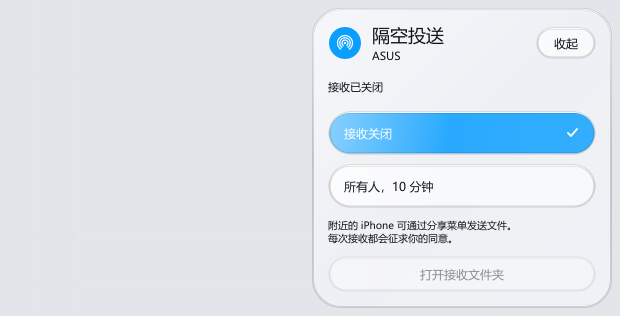 隔空投送
ASUS
收起
接收已关闭
接收关闭
所有人，10 分钟
附近的 iPhone 可通过分享菜单发送文件。
每次接收都会征求你的同意。
打开接收文件夹